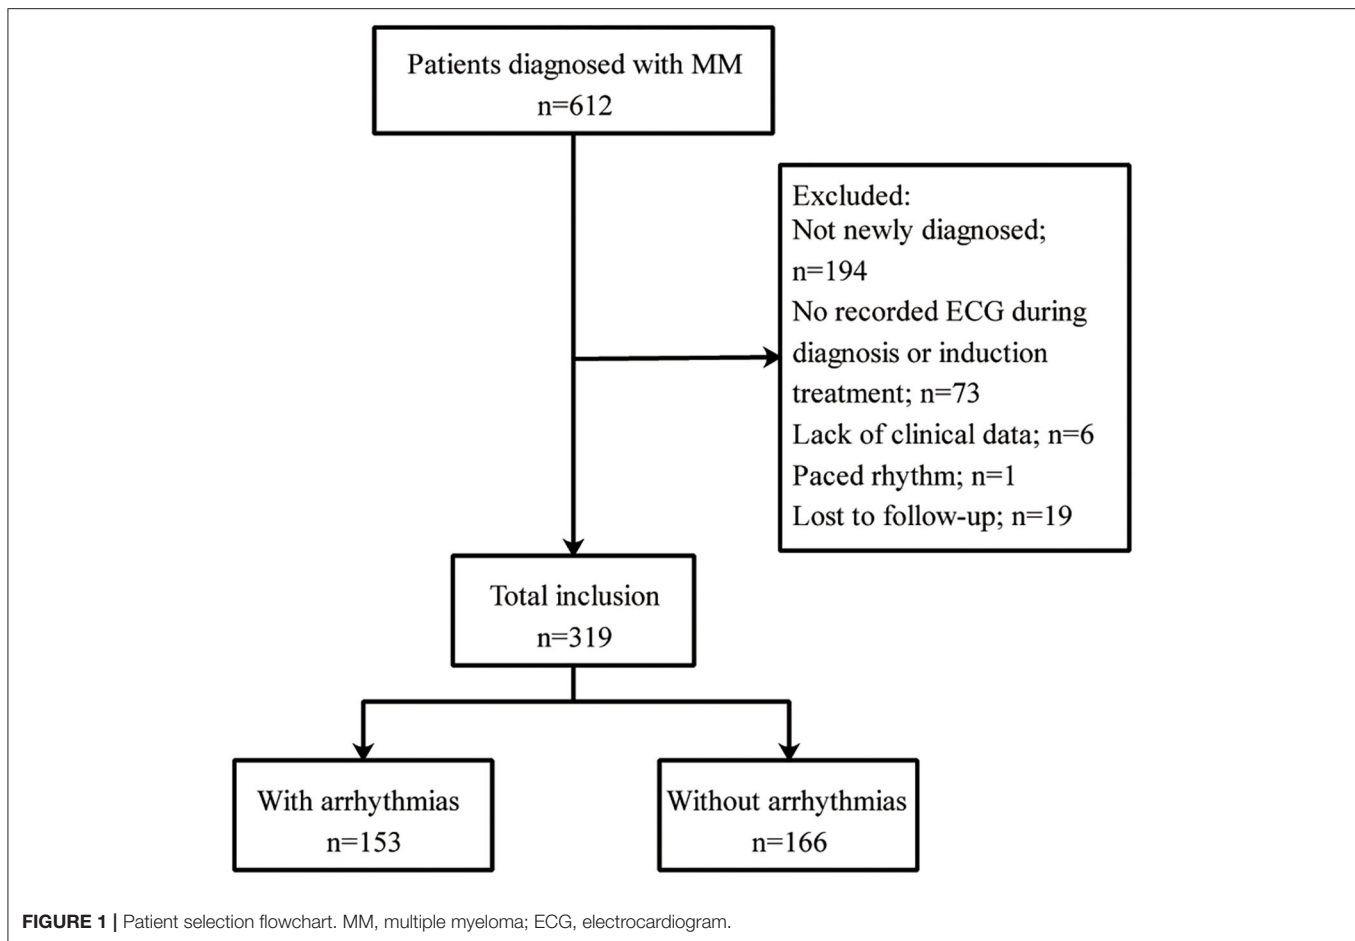 Patients diagnosed with MM
n=612
Excluded:
Not newly diagnosed;
n=194
No recorded ECG during
diagnosis or induction
treatment; n=73
Lack of clinical data; n=6
Paced rhythm; n=1
Lost to follow-up; n=19
Total inclusion
n=319
With arrhythmias
n=153
Without arrhythmias
n=166
FIGURE 1 | Patient selection flowchart. MM, multiple myeloma; ECG, electrocardiogram.